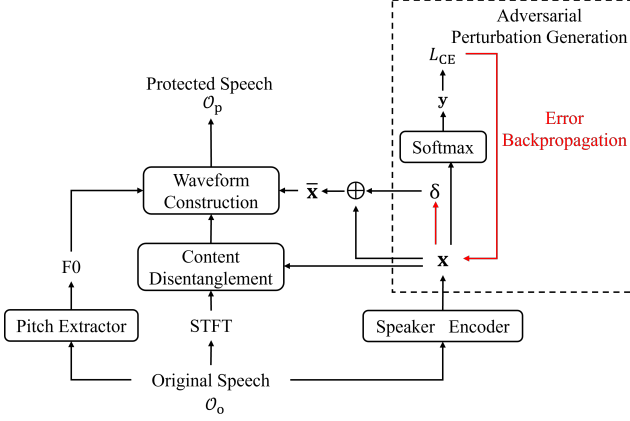 Adversarial
Perturbation Generation
L_CE
y
Error
Backpropagation
Softmax
Protected Speech
𝒪_p
Waveform
Construction
x̄
⊕
δ
Content
Disentanglement
x
F0
Pitch Extractor
STFT
Speaker Encoder
Original Speech
𝒪_o